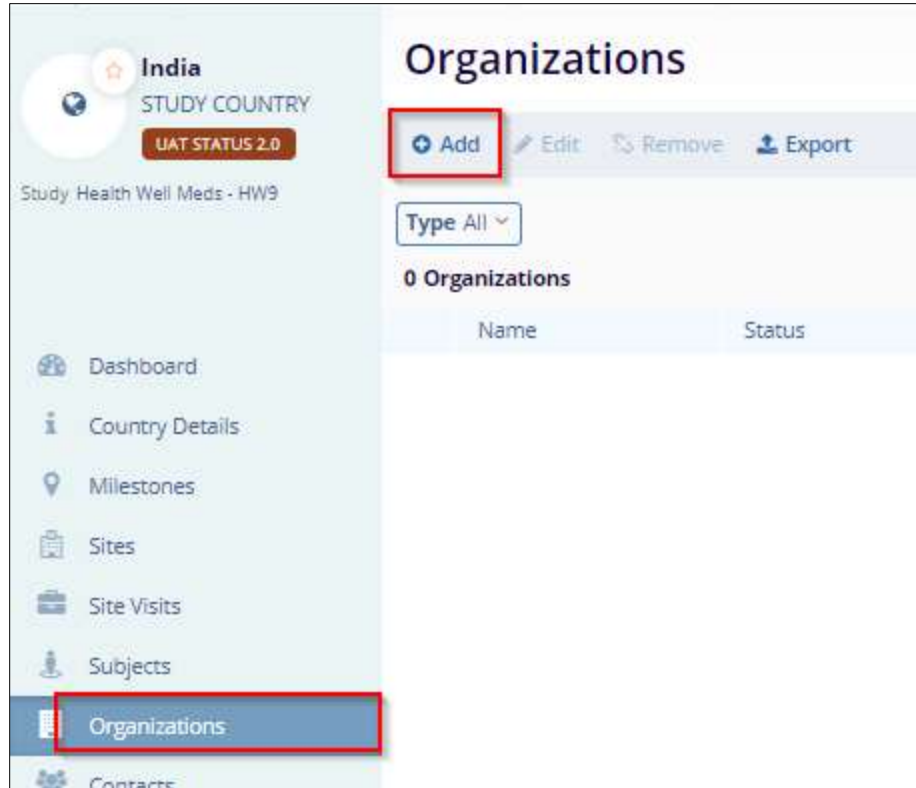 India
STUDY COUNTRY
UAT STATUS 2.0
Study Health Well Meds - HW9
Dashboard
Country Details
Milestones
Sites
Site Visits
Subjects
Organizations
Contacts
Organizations
Add Edit Remove Export
Type All
0 Organizations
Name Status